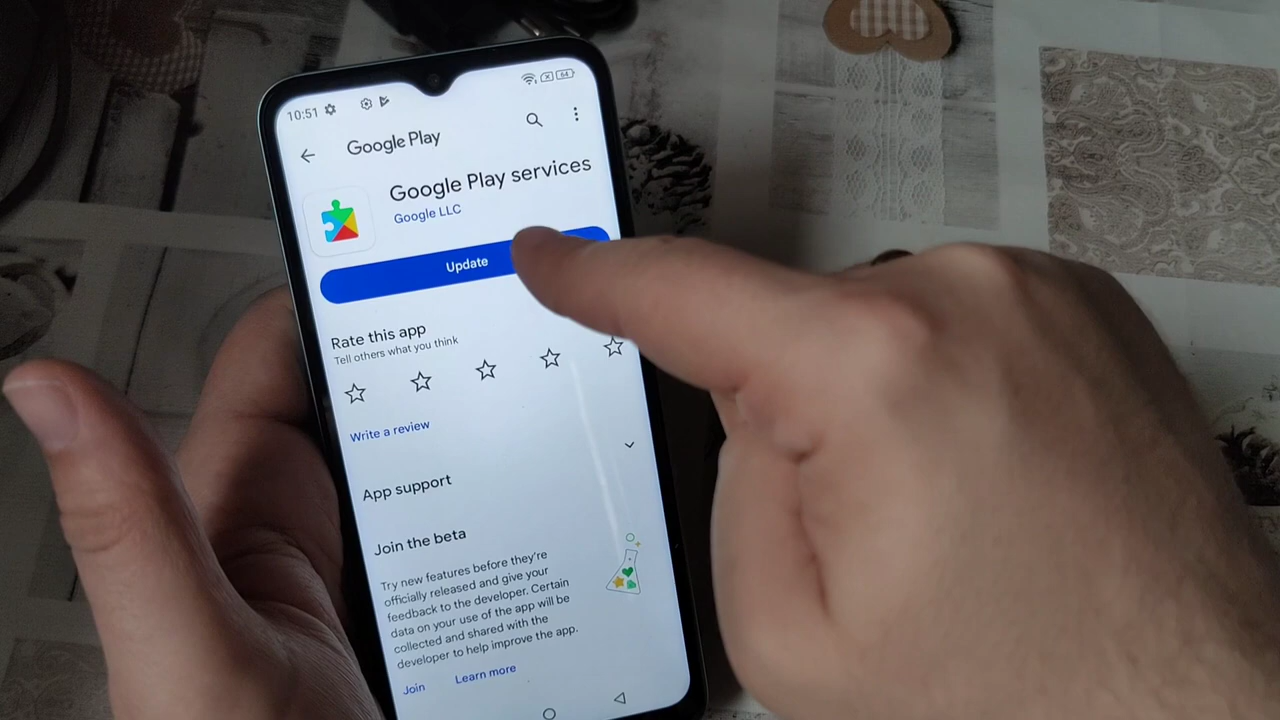 10:51
64
Google Play
Google Play services
Google LLC
Update
Rate this app
Tell others what you think
Write a review
App support
Join the beta
Try new features before they're
officially released and give your
feedback to the developer. Certain
data on your use of the app will be
collected and shared with the
developer to help improve the app.
Join Learn more